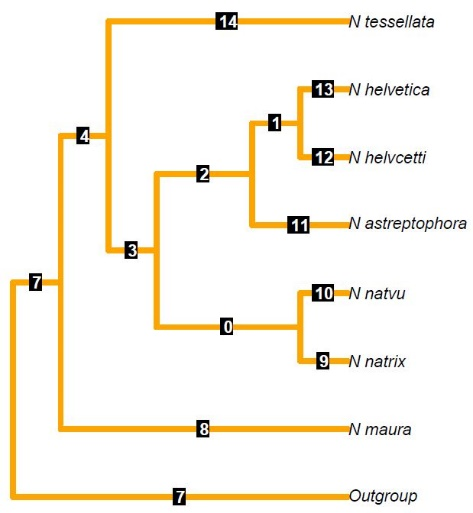 14 N tessellata
13 N helvetica
4
1
12 N helvcetti
2
11 N astreptophora
3
7
10 N natvu
0
9 N natrix
8 N maura
7 Outgroup